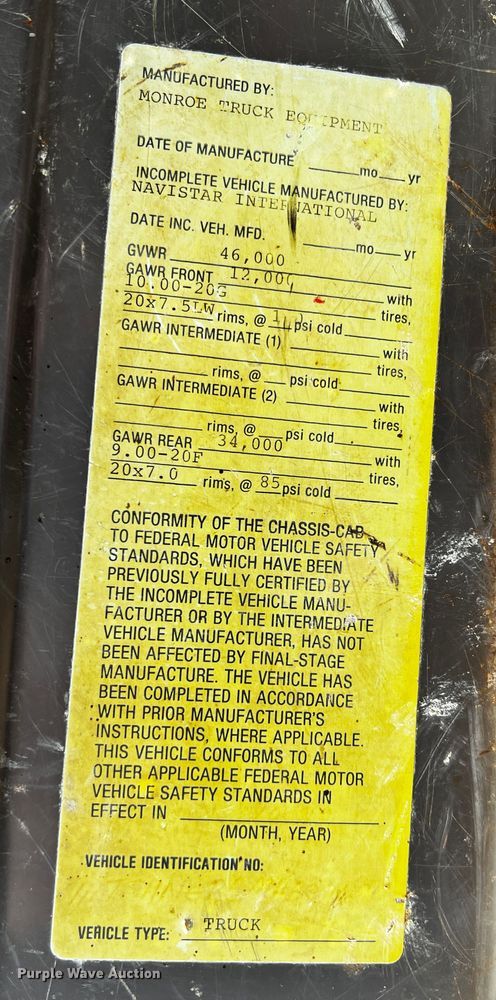 MANUFACTURED BY:
MONROE TRUCK EQUIPMENT
DATE OF MANUFACTURE ____mo___yr
INCOMPLETE VEHICLE MANUFACTURED BY:
NAVISTAR INTERNATIONAL
DATE INC. VEH. MFD. ____mo___yr
GVWR 46,000
GAWR FRONT 12,000 with
10.00-20G tires,
20x7.5LW rims, @ psi cold
GAWR INTERMEDIATE (1) with
tires,
rims, @ psi cold
GAWR INTERMEDIATE (2) with
tires,
rims, @ psi cold
GAWR REAR 34,000 with
9.00-20F tires,
20x7.0 rims, @ 85 psi cold
CONFORMITY OF THE CHASSIS-CAB
TO FEDERAL MOTOR VEHICLE SAFETY
STANDARDS, WHICH HAVE BEEN
PREVIOUSLY FULLY CERTIFIED BY
THE INCOMPLETE VEHICLE MANU-
FACTURER OR BY THE INTERMEDIATE
VEHICLE MANUFACTURER, HAS NOT
BEEN AFFECTED BY FINAL-STAGE
MANUFACTURE. THE VEHICLE HAS
BEEN COMPLETED IN ACCORDANCE
WITH PRIOR MANUFACTURER'S
INSTRUCTIONS, WHERE APPLICABLE.
THIS VEHICLE CONFORMS TO ALL
OTHER APPLICABLE FEDERAL MOTOR
VEHICLE SAFETY STANDARDS IN
EFFECT IN
(MONTH, YEAR)
VEHICLE IDENTIFICATION NO:
VEHICLE TYPE: TRUCK
Purple Wave Auction